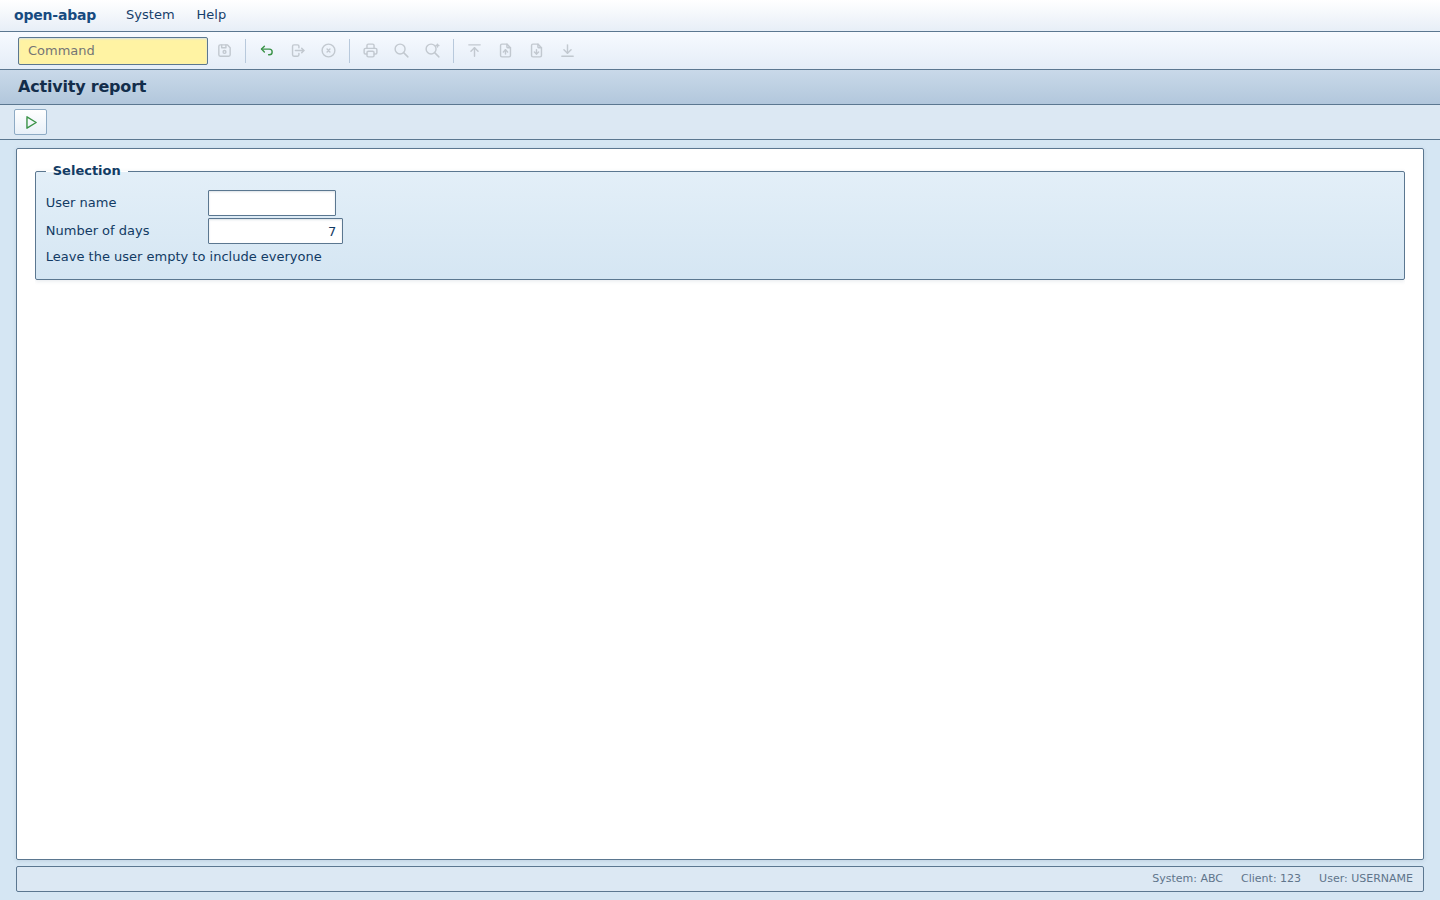 open-abap System Help
Command
Activity report
Selection
User name
Number of days 7
Leave the user empty to include everyone
System: ABC Client: 123 User: USERNAME